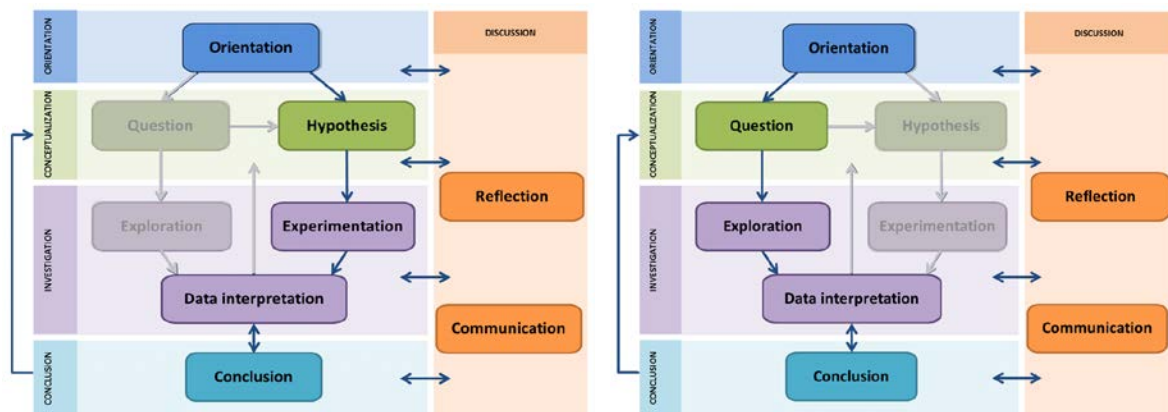 ORIENTATION
Orientation
DISCUSSION
CONCEPTUALIZATION
Question
Hypothesis
Reflection
INVESTIGATION
Exploration
Experimentation
Data interpretation
Communication
CONCLUSION
Conclusion
ORIENTATION
Orientation
DISCUSSION
CONCEPTUALIZATION
Question
Hypothesis
Reflection
INVESTIGATION
Exploration
Experimentation
Data interpretation
Communication
CONCLUSION
Conclusion